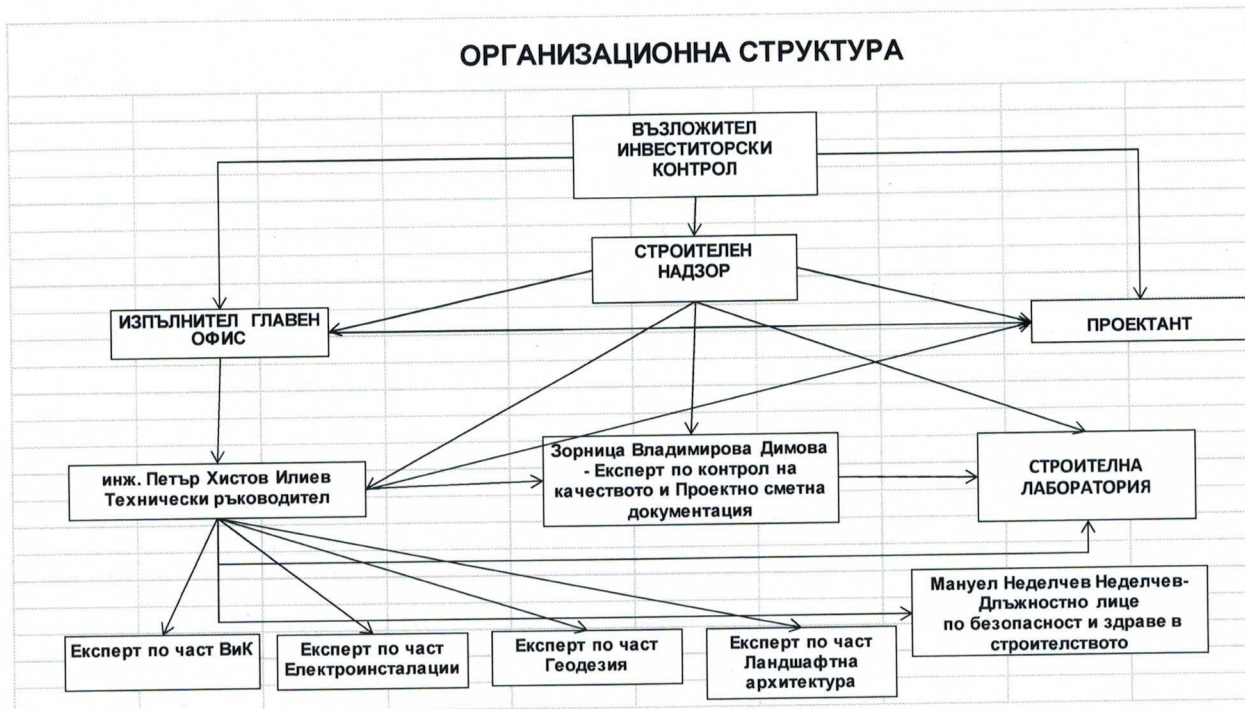 ОРГАНИЗАЦИОННА СТРУКТУРА
ВЪЗЛОЖИТЕЛ
ИНВЕСТИТОРСКИ
КОНТРОЛ
СТРОИТЕЛЕН
НАДЗОР
ИЗПЪЛНИТЕЛ ГЛАВЕН
ОФИС
ПРОЕКТАНТ
инж. Петър Хистов Илиев
Технически ръководител
Зорница Владимирова Димова
- Експерт по контрол на
качеството и Проектно сметна
документация
СТРОИТЕЛНА
ЛАБОРАТОРИЯ
Мануел Неделчев Неделчев-
Длъжностно лице
по безопасност и здраве в
строителството
Експерт по част ВиК
Експерт по част
Електроинсталации
Експерт по част
Геодезия
Експерт по част
Ландшафтна
архитектура